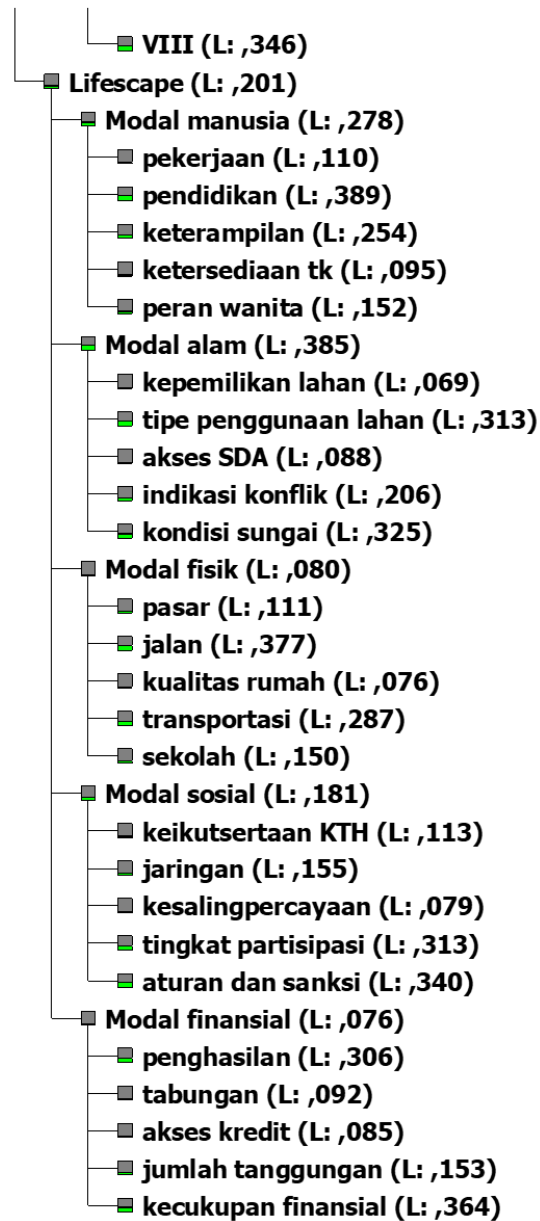 VIII (L: ,346)
Lifescape (L: ,201)
Modal manusia (L: ,278)
pekerjaan (L: ,110)
pendidikan (L: ,389)
keterampilan (L: ,254)
ketersediaan tk (L: ,095)
peran wanita (L: ,152)
Modal alam (L: ,385)
kepemilikan lahan (L: ,069)
tipe penggunaan lahan (L: ,313)
akses SDA (L: ,088)
indikasi konflik (L: ,206)
kondisi sungai (L: ,325)
Modal fisik (L: ,080)
pasar (L: ,111)
jalan (L: ,377)
kualitas rumah (L: ,076)
transportasi (L: ,287)
sekolah (L: ,150)
Modal sosial (L: ,181)
keikutsertaan KTH (L: ,113)
jaringan (L: ,155)
kesalingpercayaan (L: ,079)
tingkat partisipasi (L: ,313)
aturan dan sanksi (L: ,340)
Modal finansial (L: ,076)
penghasilan (L: ,306)
tabungan (L: ,092)
akses kredit (L: ,085)
jumlah tanggungan (L: ,153)
kecukupan finansial (L: ,364)